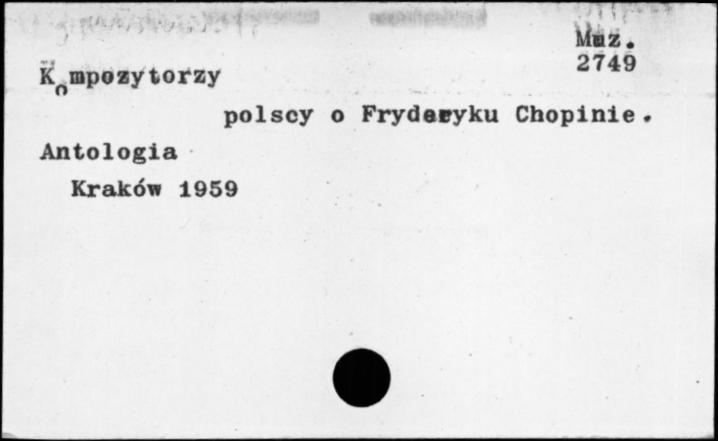 Muz.
2749
Kompozytorzy
polscy o Fryderyku Chopinie.
Antologia
Kraków 1959